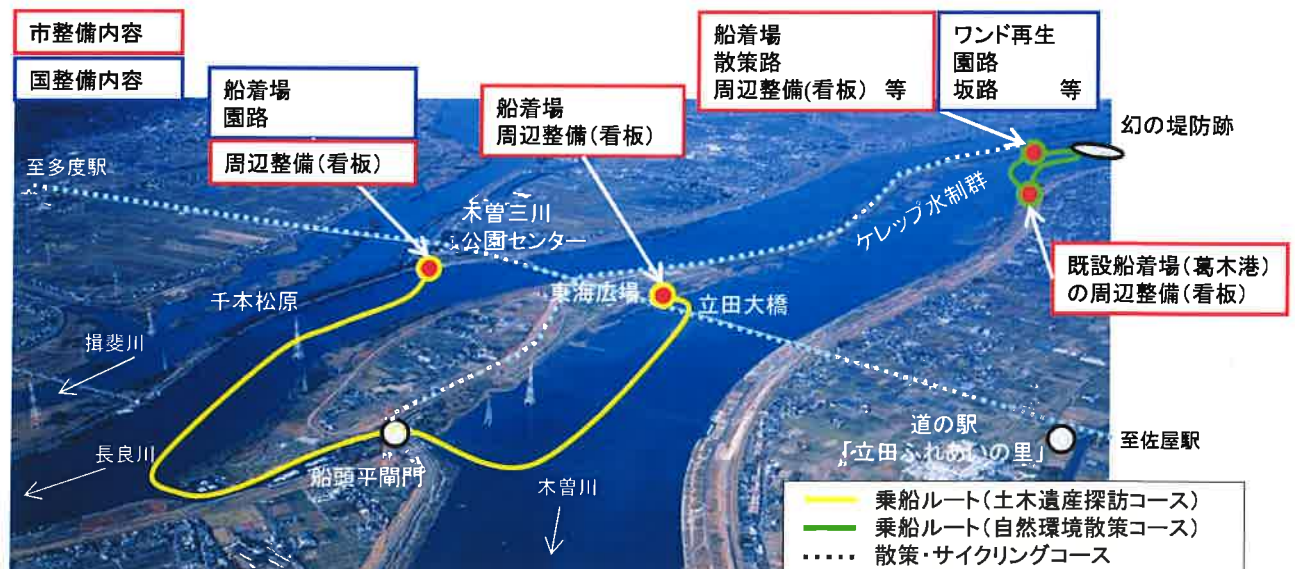 市整備内容
国整備内容
船着場
園路
周辺整備(看板)
船着場
周辺整備(看板)
船着場
散策路
周辺整備(看板) 等
ワンド再生
園路
坂路 等
幻の堤防跡
至多度駅
木曽三川
公園センター
ケレップ水制群
既設船着場(葛木港)
の周辺整備(看板)
千本松原
東海広場
立田大橋
揖斐川
長良川
船頭平閘門
木曽川
道の駅
「立田ふれあいの里」
至佐屋駅
乗船ルート(土木遺産探訪コース)
乗船ルート(自然環境散策コース)
散策・サイクリングコース